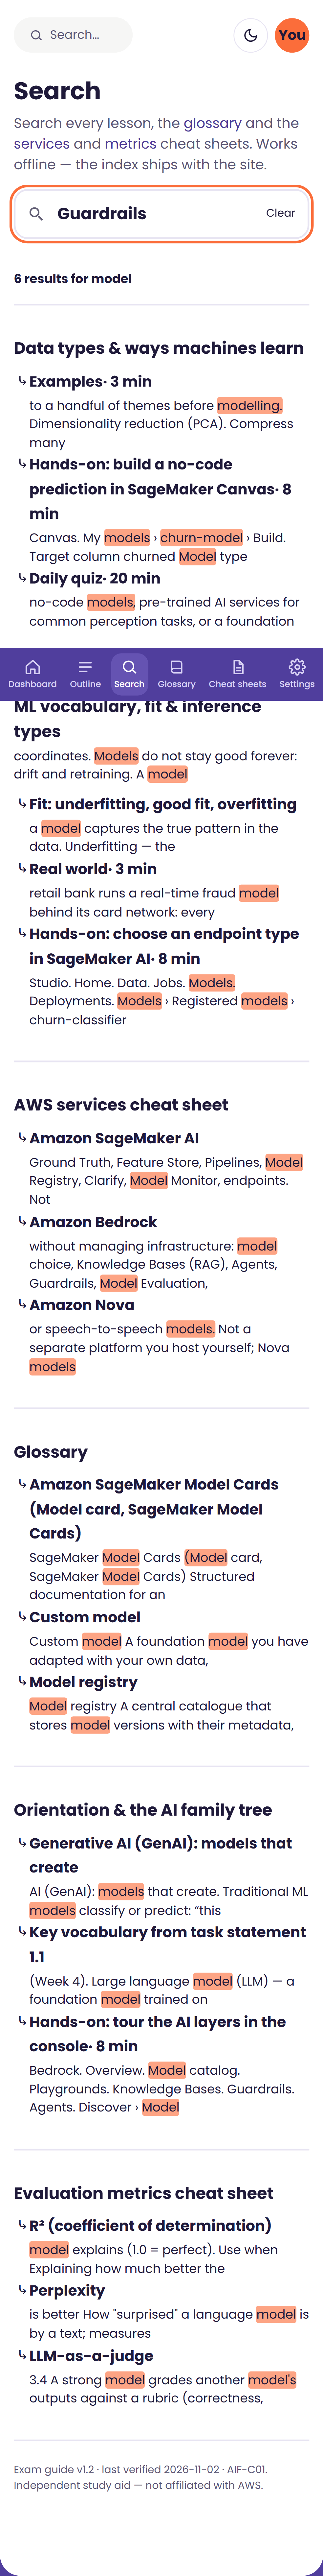 Search...
You
Search
Search every lesson, the glossary and the
services and metrics cheat sheets. Works
offline — the index ships with the site.
Guardrails
Clear
6 results for model
Data types & ways machines learn
Examples· 3 min
to a handful of themes before modelling.
Dimensionality reduction (PCA). Compress
many
Hands-on: build a no-code
prediction in SageMaker Canvas· 8
min
Canvas. My models › churn-model › Build.
Target column churned Model type
Daily quiz· 20 min
no-code models, pre-trained AI services for
common perception tasks, or a foundation
Dashboard Outline Search Glossary Cheat sheets Settings
ML vocabulary, fit & inference
types
coordinates. Models do not stay good forever:
drift and retraining. A model
Fit: underfitting, good fit, overfitting
a model captures the true pattern in the
data. Underfitting — the
Real world· 3 min
retail bank runs a real-time fraud model
behind its card network: every
Hands-on: choose an endpoint type
in SageMaker AI· 8 min
Studio. Home. Data. Jobs. Models.
Deployments. Models › Registered models ›
churn-classifier
AWS services cheat sheet
Amazon SageMaker AI
Ground Truth, Feature Store, Pipelines, Model
Registry, Clarify, Model Monitor, endpoints.
Not
Amazon Bedrock
without managing infrastructure: model
choice, Knowledge Bases (RAG), Agents,
Guardrails, Model Evaluation,
Amazon Nova
or speech-to-speech models. Not a
separate platform you host yourself; Nova
models
Glossary
Amazon SageMaker Model Cards
(Model card, SageMaker Model
Cards)
SageMaker Model Cards (Model card,
SageMaker Model Cards) Structured
documentation for an
Custom model
Custom model A foundation model you have
adapted with your own data,
Model registry
Model registry A central catalogue that
stores model versions with their metadata,
Orientation & the AI family tree
Generative AI (GenAI): models that
create
AI (GenAI): models that create. Traditional ML
models classify or predict: “this
Key vocabulary from task statement
1.1
(Week 4). Large language model (LLM) — a
foundation model trained on
Hands-on: tour the AI layers in the
console· 8 min
Bedrock. Overview. Model catalog.
Playgrounds. Knowledge Bases. Guardrails.
Agents. Discover › Model
Evaluation metrics cheat sheet
R² (coefficient of determination)
model explains (1.0 = perfect). Use when
Explaining how much better the
Perplexity
is better How "surprised" a language model is
by a text; measures
LLM-as-a-judge
3.4 A strong model grades another model's
outputs against a rubric (correctness,
Exam guide v1.2 · last verified 2026-11-02 · AIF-C01.
Independent study aid — not affiliated with AWS.